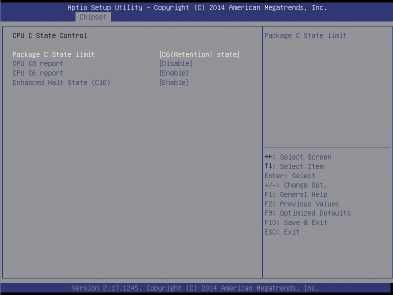 Aptio Setup Utility - Copyright (C) 2014 American Megatrends, Inc.
Chipset
CPU C State Control
Package C State limit [C6(Retention) state]
CPU C3 report [Disable]
CPU C6 report [Enable]
Enhanced Halt State (C1E) [Enable]
Package C State limit
→←: Select Screen
↑↓: Select Item
Enter: Select
+/-: Change Opt.
F1: General Help
F2: Previous Values
F9: Optimized Defaults
F10: Save & Exit
ESC: Exit
Version 2.17.1245. Copyright (C) 2014 American Megatrends, Inc.